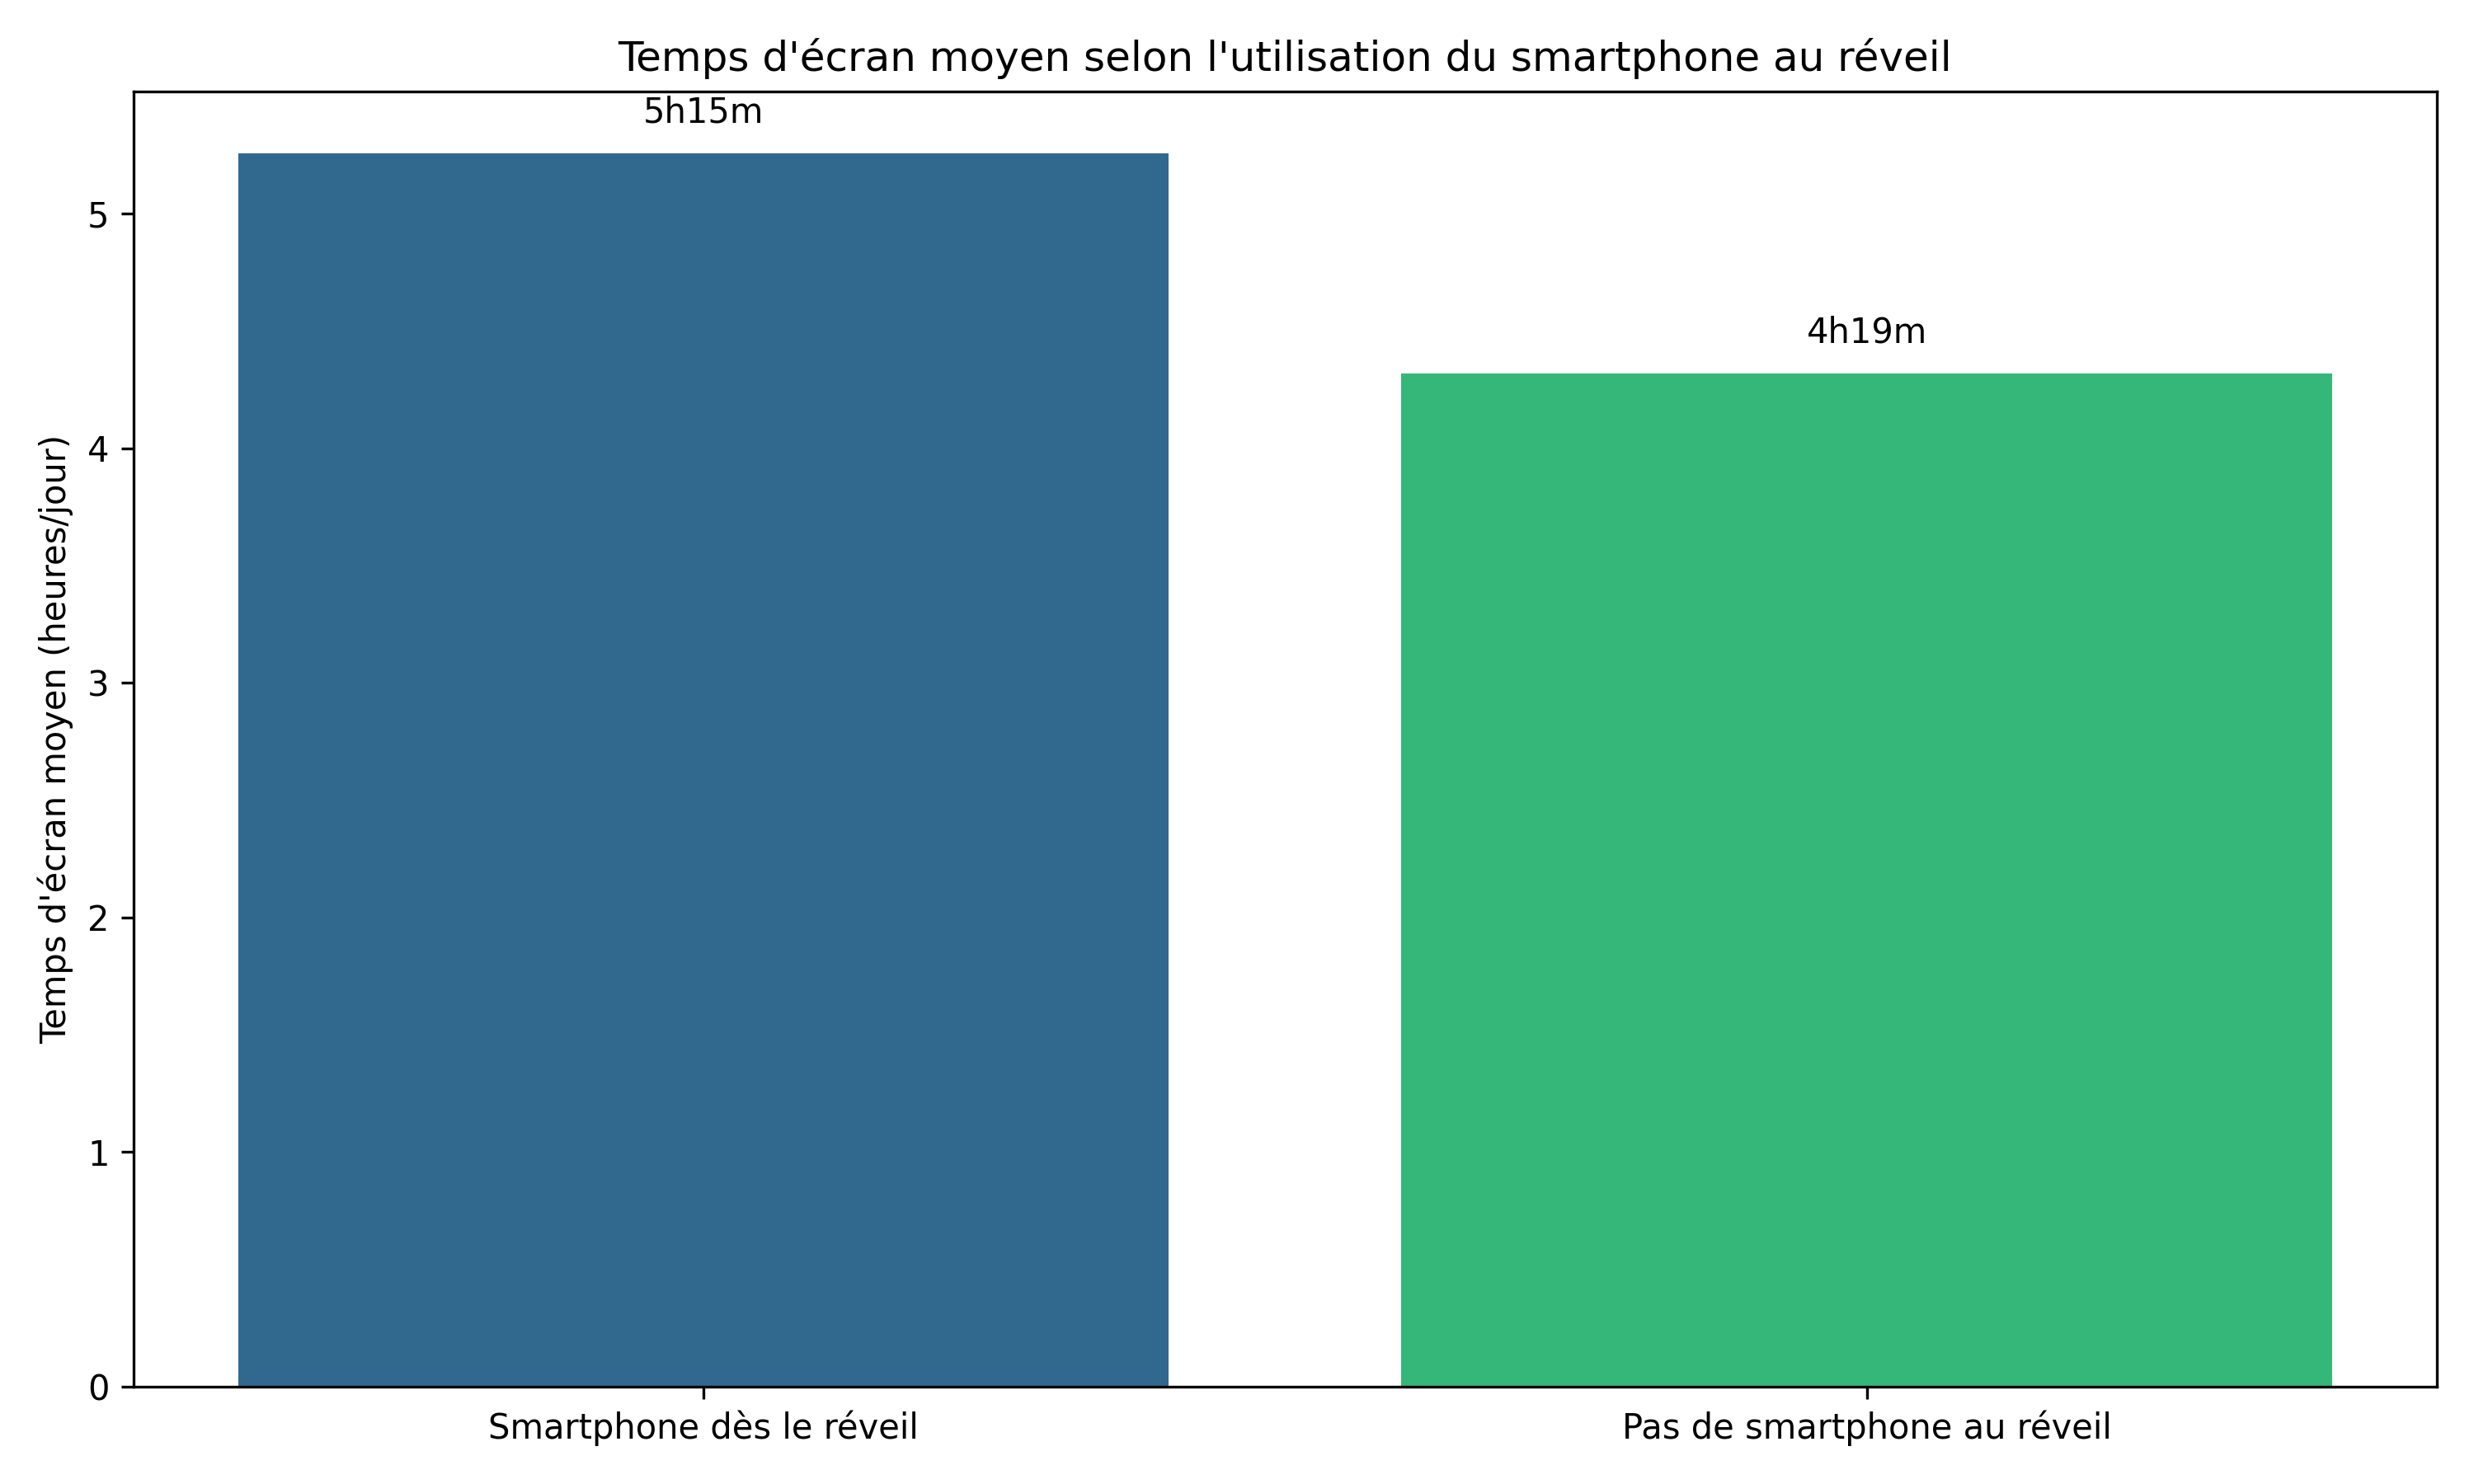 Temps d'écran moyen selon l'utilisation du smartphone au réveil
5h15m
4h19m
Temps d'écran moyen (heures/jour)
5
4
3
2
1
0
Smartphone dès le réveil
Pas de smartphone au réveil